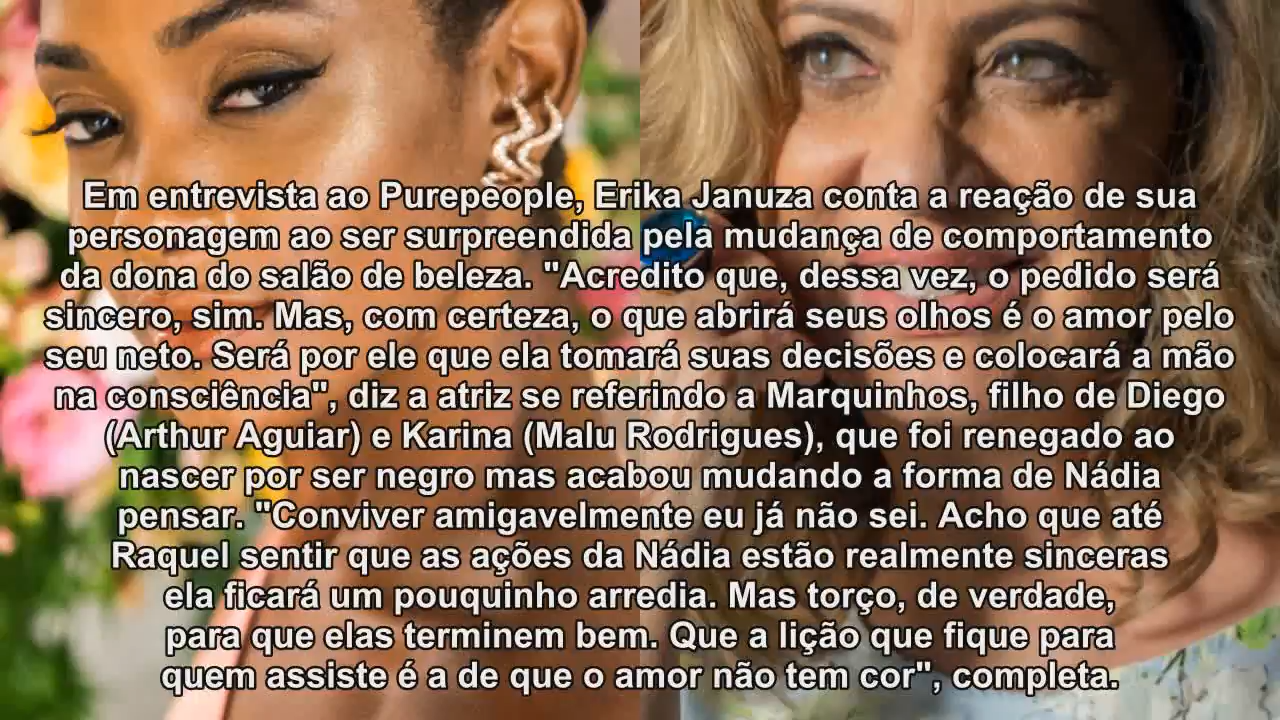 Em entrevista ao Purepeople, Erika Januza conta a reação de sua
personagem ao ser surpreendida pela mudança de comportamento
da dona do salão de beleza. "Acredito que, dessa vez, o pedido será
sincero, sim. Mas, com certeza, o que abrirá seus olhos é o amor pelo
seu neto. Será por ele que ela tomará suas decisões e colocará a mão
na consciência", diz a atriz se referindo a Marquinhos, filho de Diego
(Arthur Aguiar) e Karina (Malu Rodrigues), que foi renegado ao
nascer por ser negro mas acabou mudando a forma de Nádia
pensar. "Conviver amigavelmente eu já não sei. Acho que até
Raquel sentir que as ações da Nádia estão realmente sinceras
ela ficará um pouquinho arredia. Mas torço, de verdade,
para que elas terminem bem. Que a lição que fique para
quem assiste é a de que o amor não tem cor", completa.